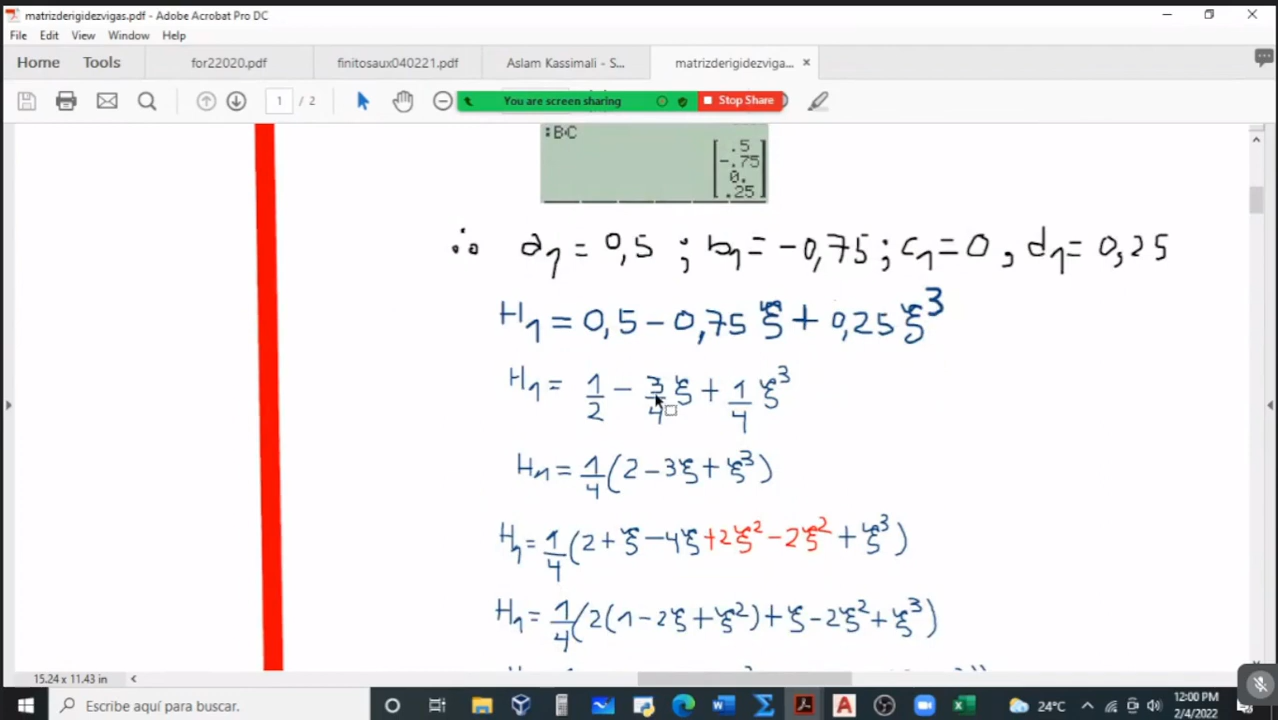 matrizderigidezvigas.pdf - Adobe Acrobat Pro DC
File Edit View Window Help
Home Tools for22020.pdf finitosaux040221.pdf Aslam Kassimali - S... matrizderigidezviga... ×
1 / 2 You are screen sharing Stop Share
:B·C
[.5
-.75
0.
.25]
∴ a₁ = 0,5 ; b₁ = -0,75 ; c₁ = 0 , d₁ = 0,25
H₁ = 0,5 - 0,75 ξ + 0,25 ξ³
H₁ = 1/2 - 3/4 ξ + 1/4 ξ³
H₁ = 1/4 (2 - 3ξ + ξ³)
H₁ = 1/4 (2 + ξ - 4ξ + 2ξ² - 2ξ² + ξ³)
H₁ = 1/4 (2(1 - 2ξ + ξ²) + ξ - 2ξ² + ξ³)
15.24 x 11.43 in
Escribe aquí para buscar. 24°C 12:00 PM
2/4/2022